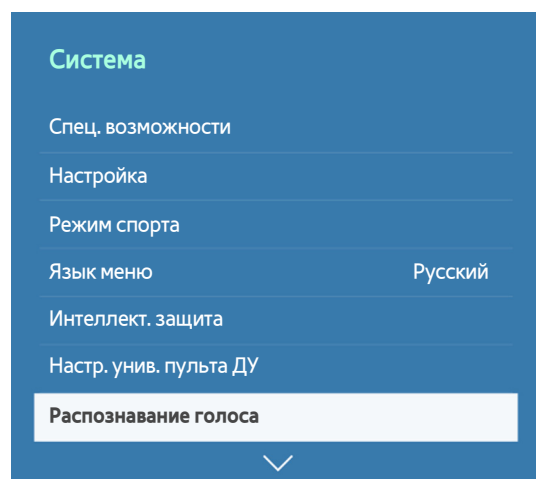 Система
Спец. возможности
Настройка
Режим спорта
Язык меню Русский
Интеллект. защита
Настр. унив. пульта ДУ
Распознавание голоса